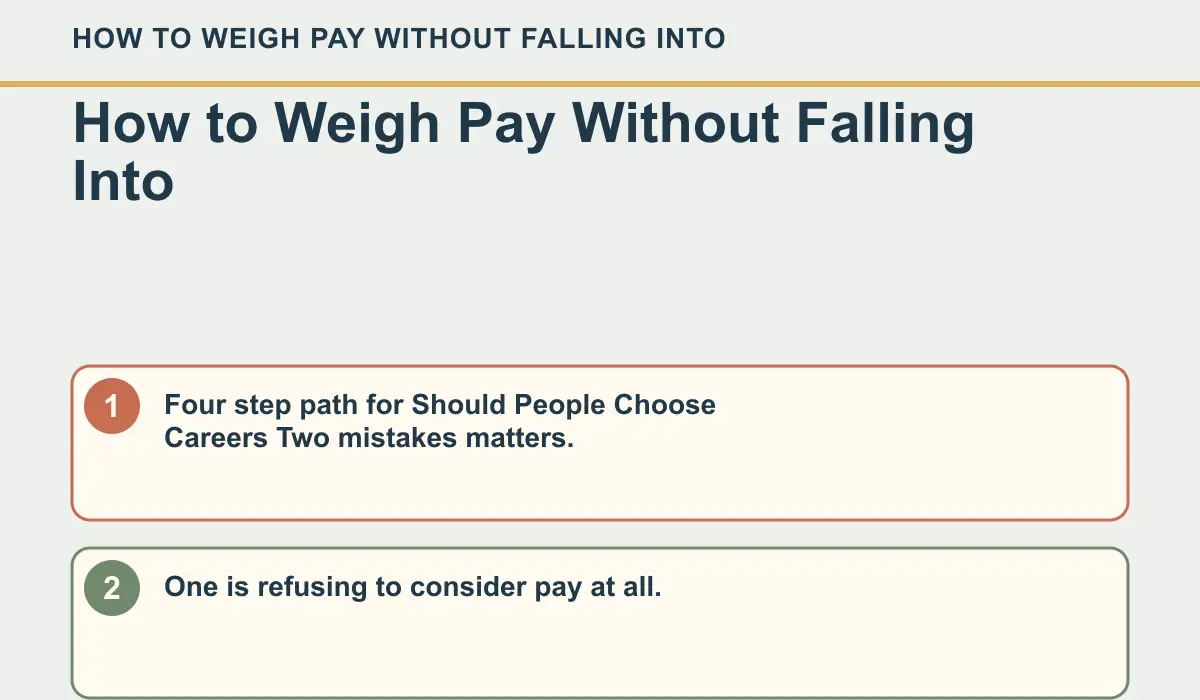 HOW TO WEIGH PAY WITHOUT FALLING INTO
How to Weigh Pay Without Falling
Into
1
Four step path for Should People Choose
Careers Two mistakes matters.
2
One is refusing to consider pay at all.